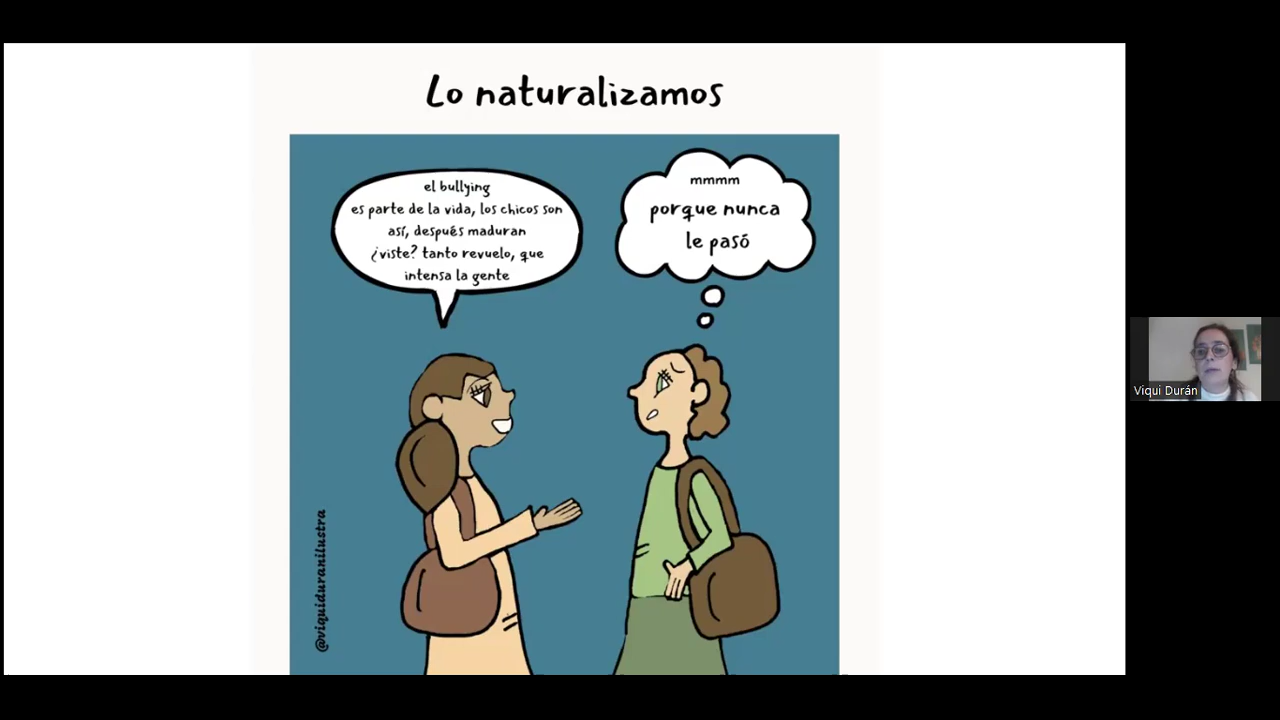 Lo naturalizamos
el bullying
es parte de la vida, los chicos son
así, después maduran
¿viste? tanto revuelo, que
intensa la gente
mmmm
porque nunca
le pasó
@viquiduranilustra
Viqui Durán